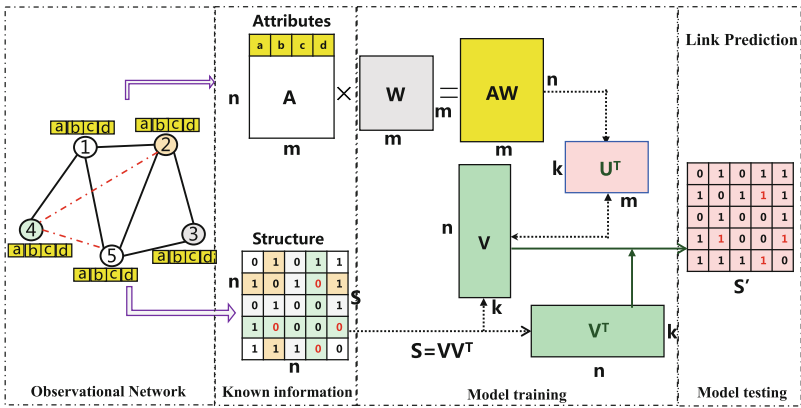 Attributes
a b c d
n
A
m
×
W
m
m
=
AW
n
m
Link Prediction
a b c d
1
a b c d
2
4
a b c d
3
a b c d
5
a b c d
k
U^T
m
n
V
k
Structure
n
0 1 0 1 1
1 0 1 0 1
0 1 0 0 1
1 0 0 0 0
1 1 1 0 0
S
n
S=VV^T
V^T
k
n
0 1 0 1 1
1 0 1 1 1
0 1 0 0 1
1 1 0 0 1
1 1 1 1 0
S′
Observational Network
Known information
Model training
Model testing